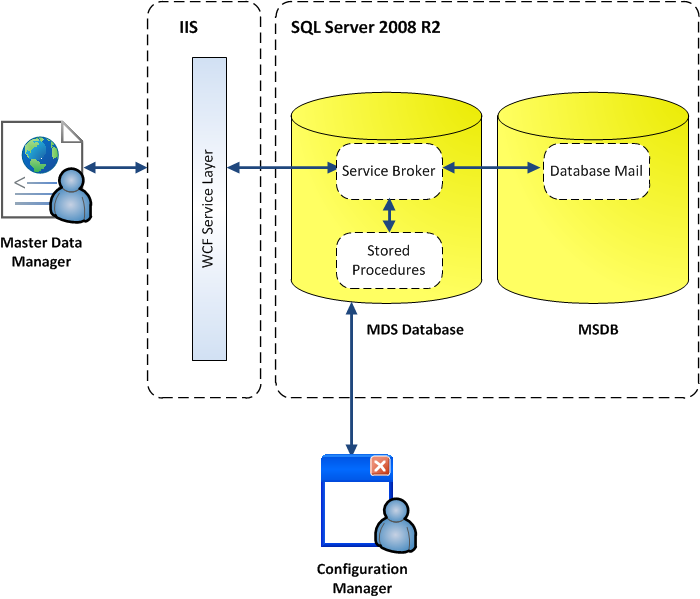 IIS
SQL Server 2008 R2
WCF Service Layer
Service Broker
Database Mail
Stored
Procedures
Master Data
Manager
MDS Database
MSDB
Configuration
Manager